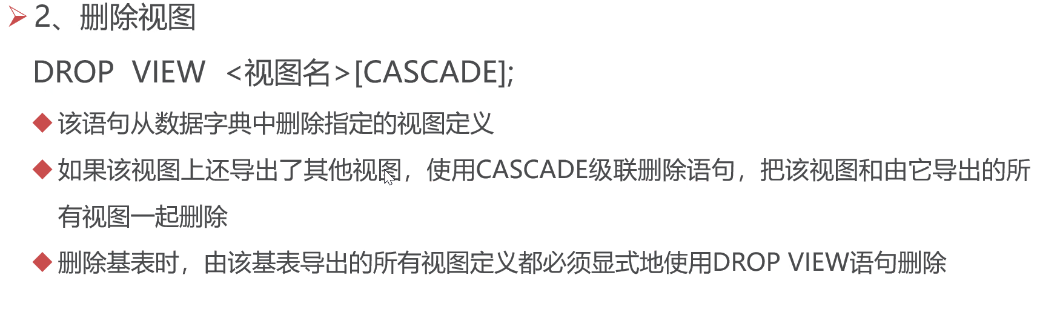 2、删除视图
DROP VIEW <视图名>[CASCADE];
该语句从数据字典中删除指定的视图定义
如果该视图上还导出了其他视图，使用CASCADE级联删除语句，把该视图和由它导出的所
有视图一起删除
删除基表时，由该基表导出的所有视图定义都必须显式地使用DROP VIEW语句删除